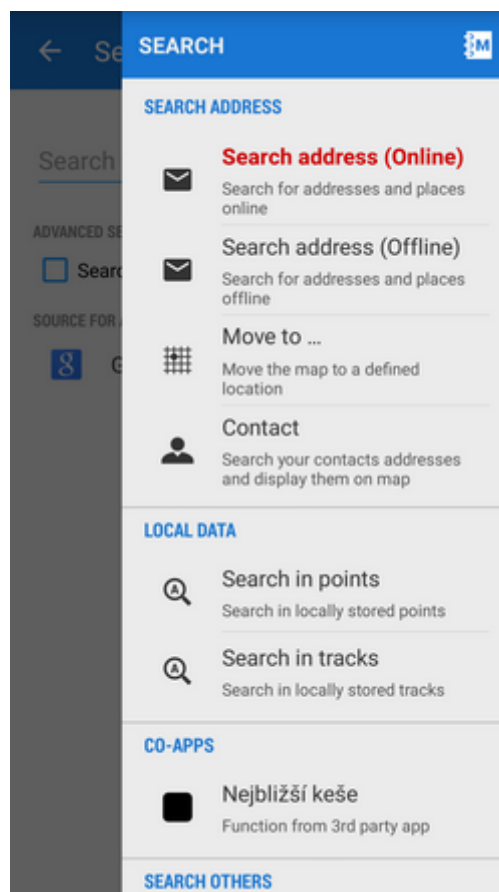 Se
SEARCH
M
Search
ADVANCED SE
Searc
SOURCE FOR A
8
G
SEARCH ADDRESS
Search address (Online)
Search for addresses and places
online
Search address (Offline)
Search for addresses and places
offline
Move to ...
Move the map to a defined
location
Contact
Search your contacts addresses
and display them on map
LOCAL DATA
A
Search in points
Search in locally stored points
A
Search in tracks
Search in locally stored tracks
CO-APPS
Nejbližší keše
Function from 3rd party app
SEARCH OTHERS